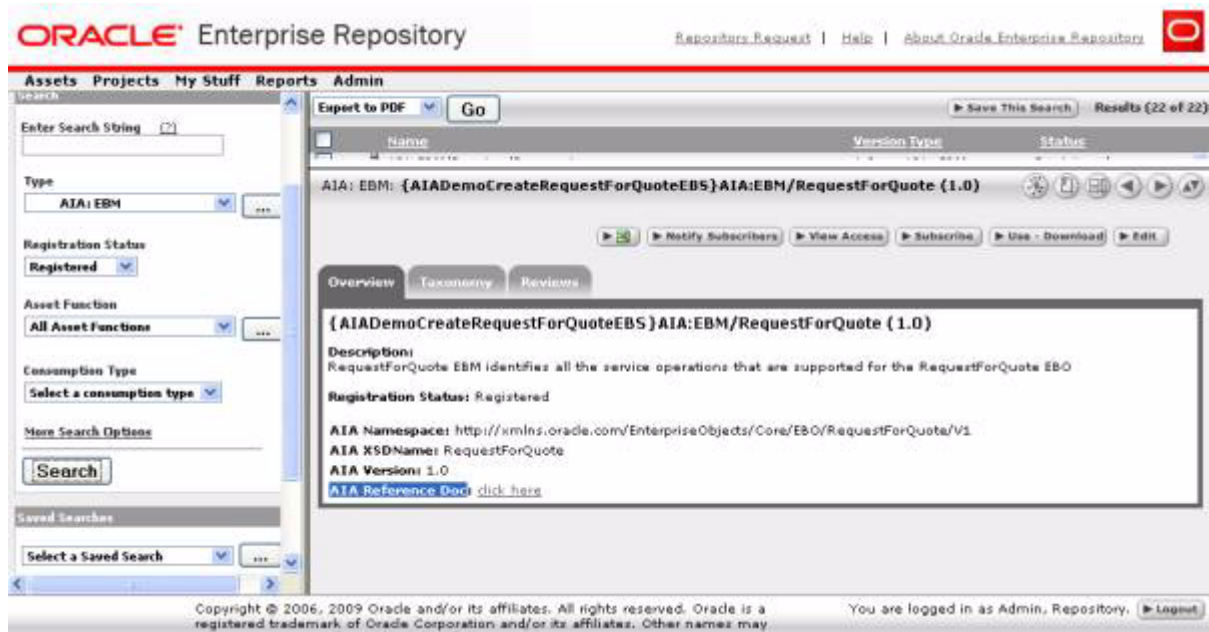 ORACLE Enterprise Repository
Repository Request | Help | About Oracle Enterprise Repository
Assets Projects My Stuff Reports Admin
Search
Enter Search String [?]
Type
AIA: EBM
...
Registration Status
Registered
Asset Function
All Asset Functions
...
Consumption Type
Select a consumption type
More Search Options
Search
Saved Searches
Select a Saved Search
...
Export to PDF
Go
Save This Search
Results (22 of 22)
Name
Version Type
Status
AIA: EBM: {AIADemoCreateRequestForQuoteEBS}AIA:EBM/RequestForQuote (1.0)
Notify Subscribers
View Access
Subscribe
Use - Download
Edit
Overview
Taxonomy
Reviews
{AIADemoCreateRequestForQuoteEBS}AIA:EBM/RequestForQuote (1.0)
Description:
RequestForQuote EBM identifies all the service operations that are supported for the RequestForQuote EBO
Registration Status: Registered
AIA Namespace: http://xmlns.oracle.com/EnterpriseObjects/Core/EBO/RequestForQuote/V1
AIA XSDName: RequestForQuote
AIA Version: 1.0
AIA Reference Doc: click here
Copyright © 2006, 2009 Oracle and/or its affiliates. All rights reserved. Oracle is a
registered trademark of Oracle Corporation and/or its affiliates. Other names may
You are logged in as Admin, Repository.
Logout